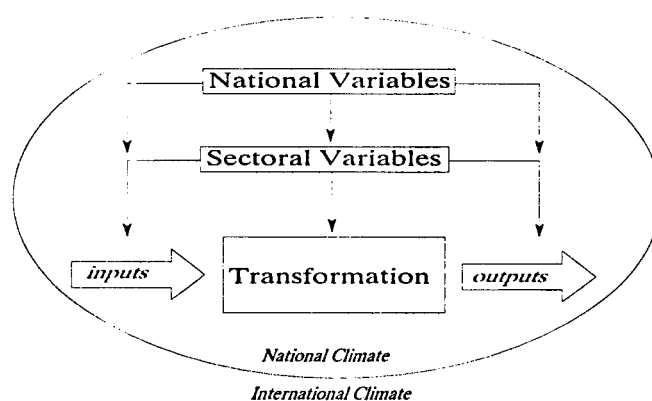 National Variables
Sectoral Variables
inputs
Transformation
outputs
National Climate
International Climate